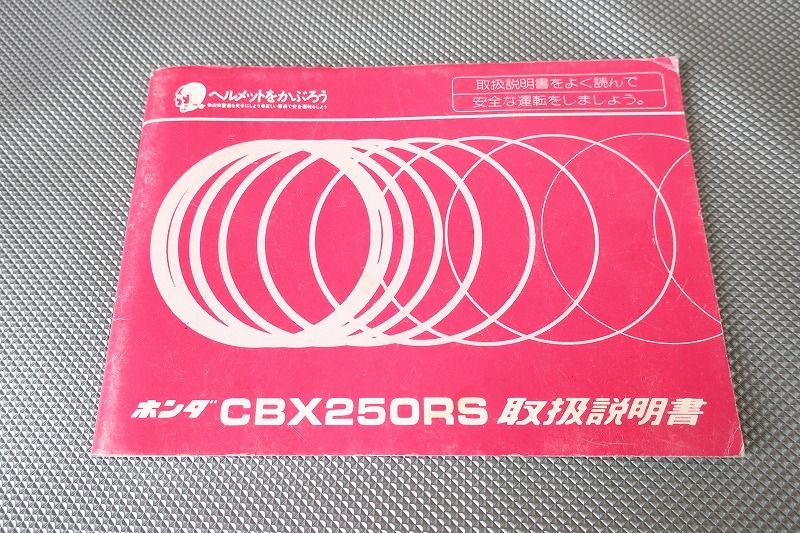 ヘルメットをかぶろう
取扱説明書をよく読んで
安全な運転をしましょう。
ホンダ CBX250RS 取扱説明書